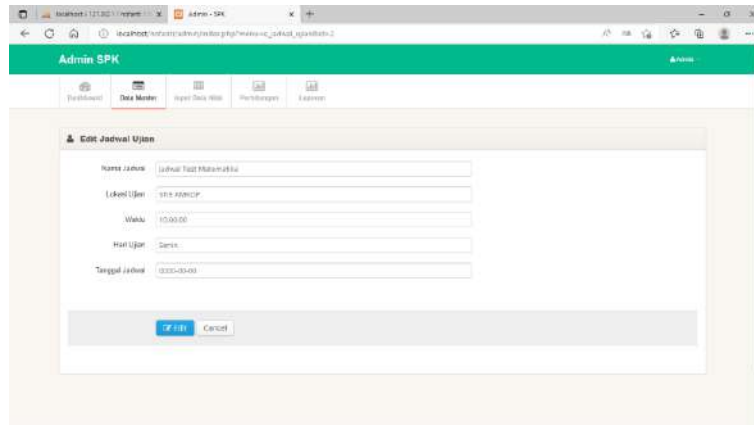 Admin - SPK
Admin SPK
Admin
Dashboard
Data Master
Input Data Nilai
Perhitungan
Laporan
Edit Jadwal Ujian
Nama Jadwal
Jadwal Test Matematika
Lokasi Ujian
Waktu
10:00:00
Hari Ujian
Senin
Tanggal Jadwal
0000-00-00
Edit
Cancel